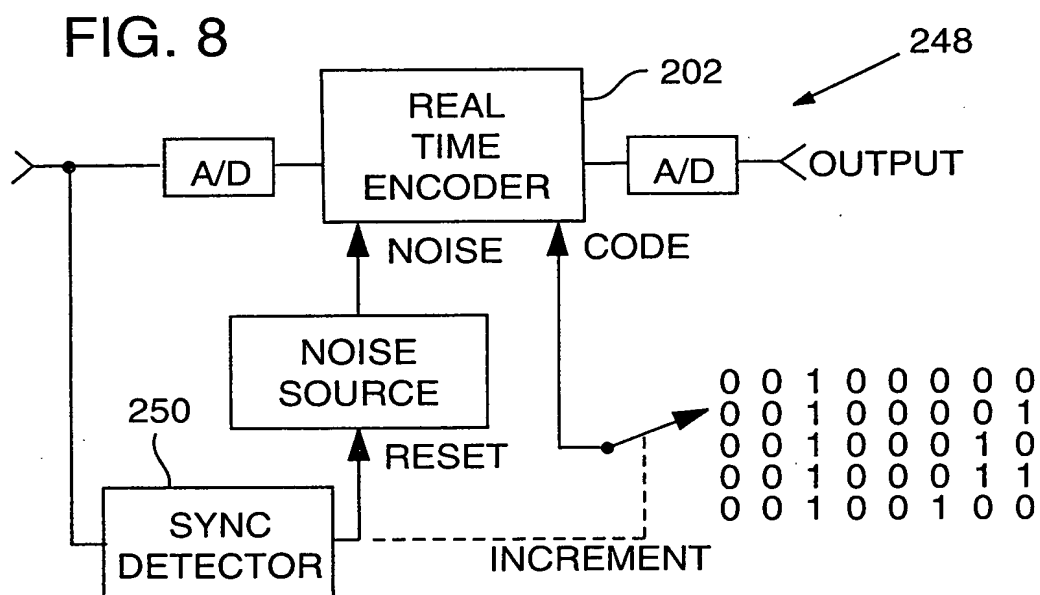 FIG. 8
248
202
REAL
TIME
ENCODER
A/D
A/D
OUTPUT
NOISE
CODE
NOISE
SOURCE
250
RESET
SYNC
DETECTOR
INCREMENT
0 0 1 0 0 0 0 0
0 0 1 0 0 0 0 1
0 0 1 0 0 0 1 0
0 0 1 0 0 0 1 1
0 0 1 0 0 1 0 0